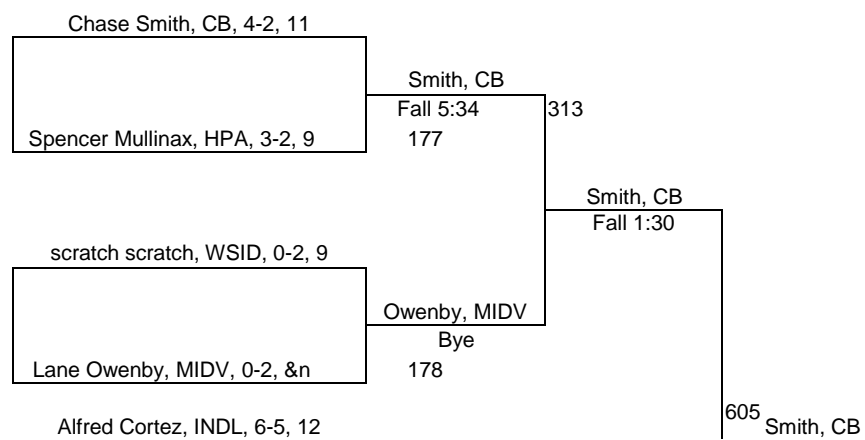 Chase Smith, CB, 4-2, 11
Smith, CB
Fall 5:34
313
Spencer Mullinax, HPA, 3-2, 9
177
Smith, CB
Fall 1:30
scratch scratch, WSID, 0-2, 9
Owenby, MIDV
Bye
Lane Owenby, MIDV, 0-2, &n
178
605
Alfred Cortez, INDL, 6-5, 12
Smith, CB